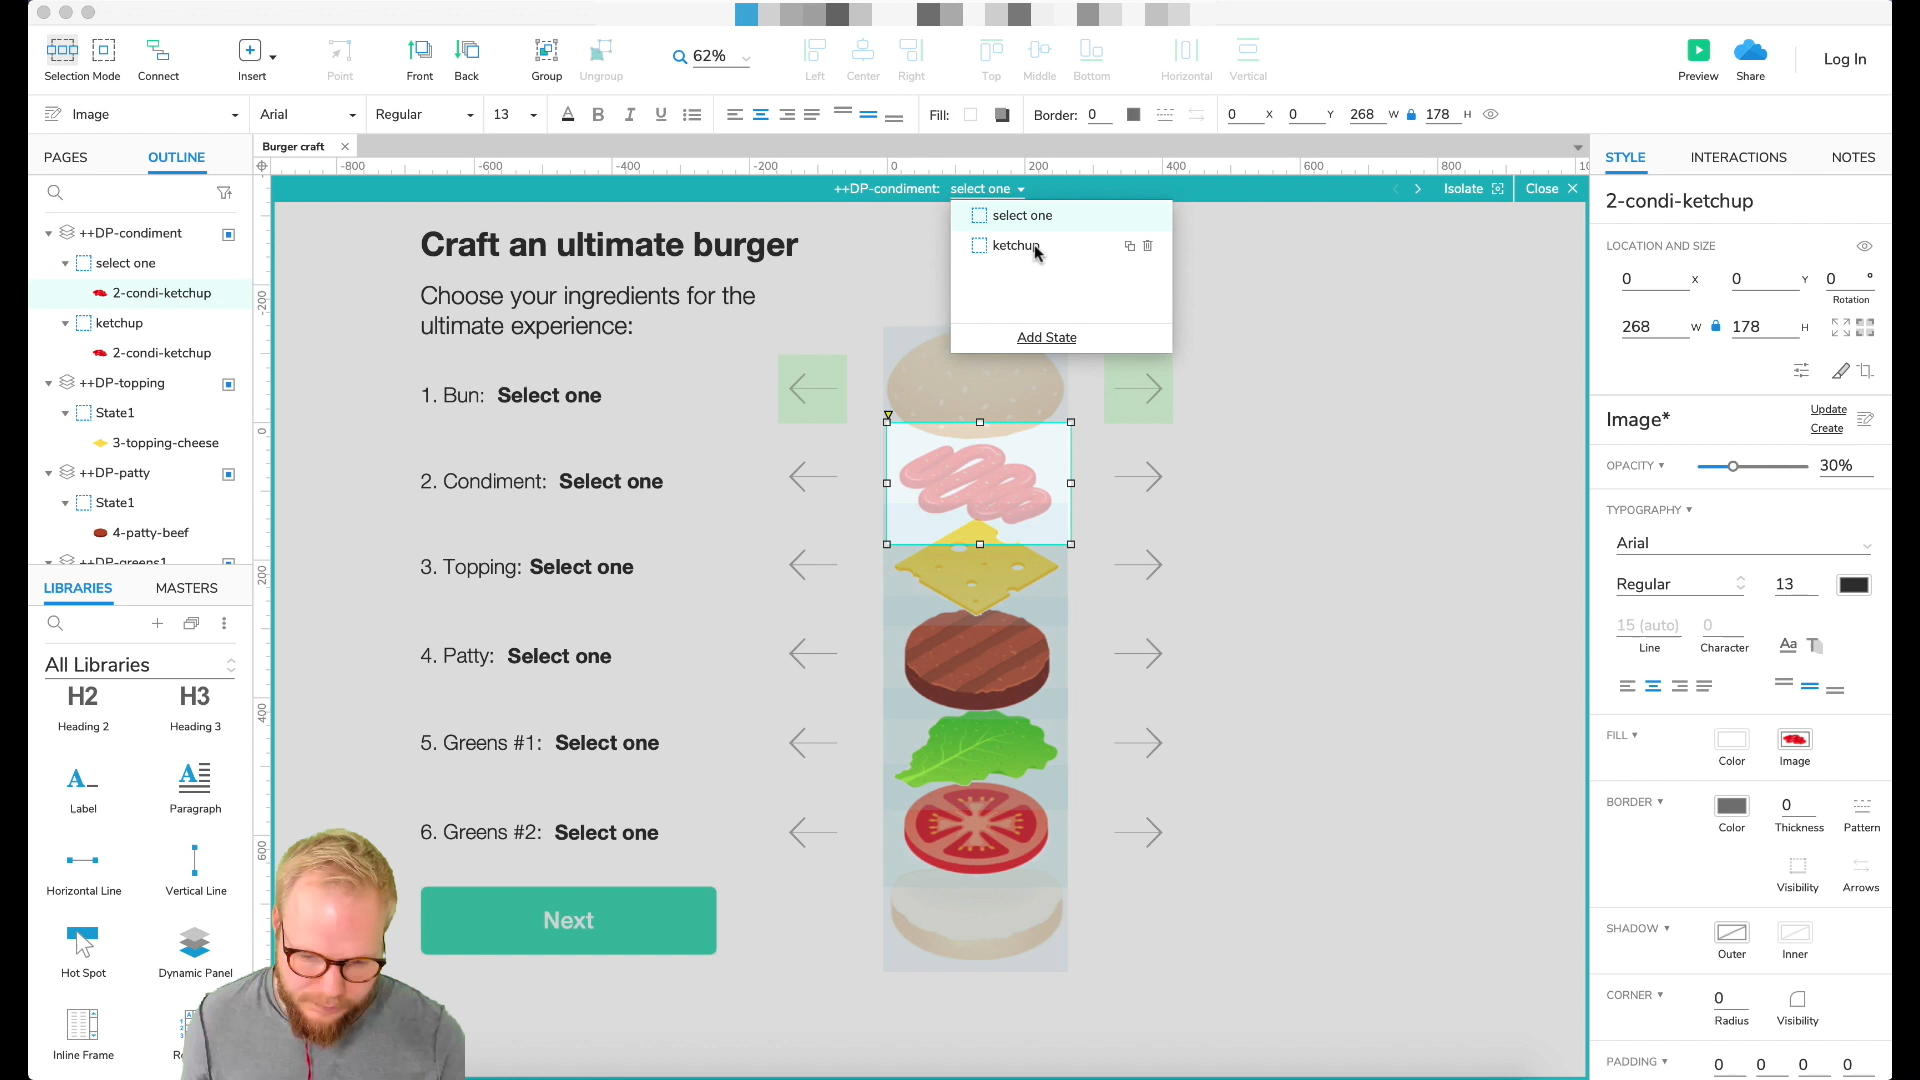 Selection Mode
Connect
Insert
Point
Front
Back
Group
Ungroup
62%
Left
Center
Right
Top
Middle
Bottom
Horizontal
Vertical
Preview
Share
Log In
Image
Arial
Regular
13
Fill:
Border: 0
0 X
0 Y
268 W
178 H
PAGES
OUTLINE
Burger craft
-800 -600 -400 -200 0 200 400 600 800
STYLE
INTERACTIONS
NOTES
++DP-condiment: select one
Isolate
Close
++DP-condiment
select one
2-condi-ketchup
ketchup
2-condi-ketchup
++DP-topping
State1
3-topping-cheese
++DP-patty
State1
4-patty-beef
++DP-greens1
LIBRARIES
MASTERS
All Libraries
H2
Heading 2
H3
Heading 3
Label
Paragraph
Horizontal Line
Vertical Line
Hot Spot
Dynamic Panel
Inline Frame
-200
0
200
400
600
select one
ketchup
Add State
Craft an ultimate burger
Choose your ingredients for the
ultimate experience:
1. Bun: Select one
2. Condiment: Select one
3. Topping: Select one
4. Patty: Select one
5. Greens #1: Select one
6. Greens #2: Select one
Next
2-condi-ketchup
LOCATION AND SIZE
0 X
0 Y
0 °
Rotation
268 W
178 H
Image*
Update
Create
OPACITY
30%
TYPOGRAPHY
Arial
Regular
13
15 (auto)
0
Line
Character
Aa
FILL
Color
Image
BORDER
0
Color
Thickness
Pattern
Visibility
Arrows
SHADOW
Outer
Inner
CORNER
0
Radius
Visibility
PADDING
0 0 0 0